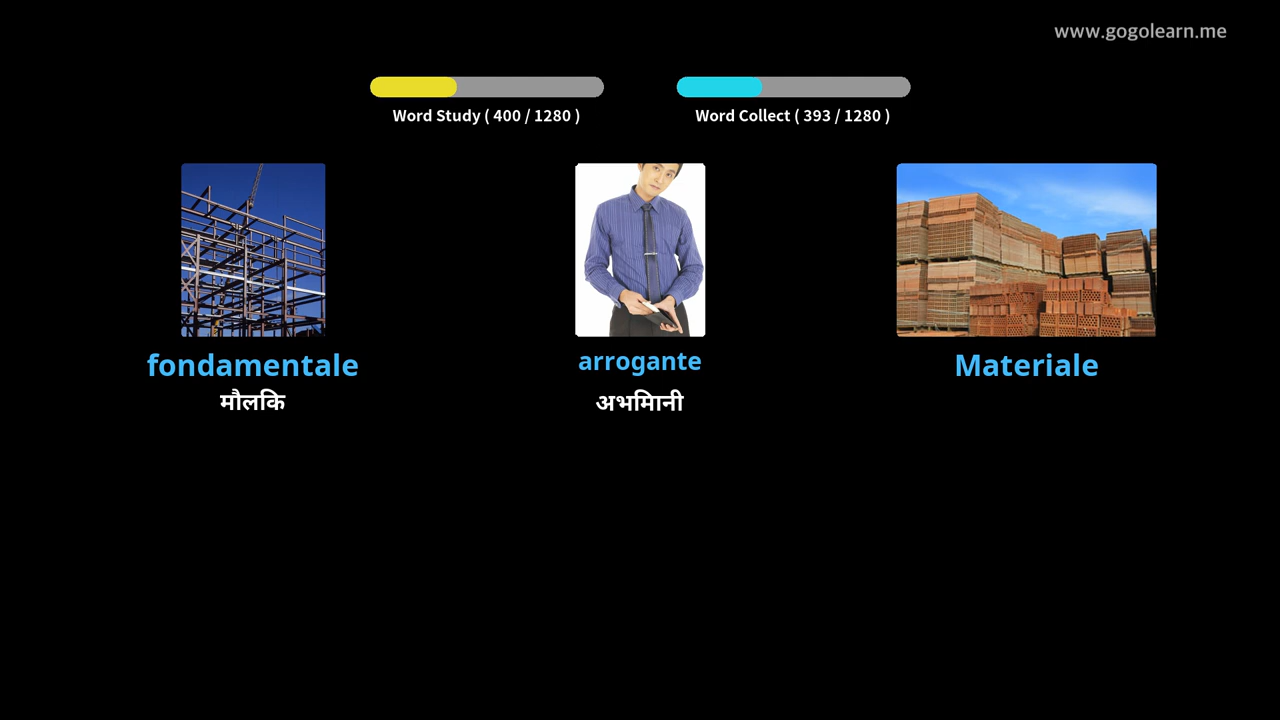 www.gogolearn.me
Word Study ( 400 / 1280 )
Word Collect ( 393 / 1280 )
fondamentale
arrogante
Materiale
मौलिक
अभिमानी